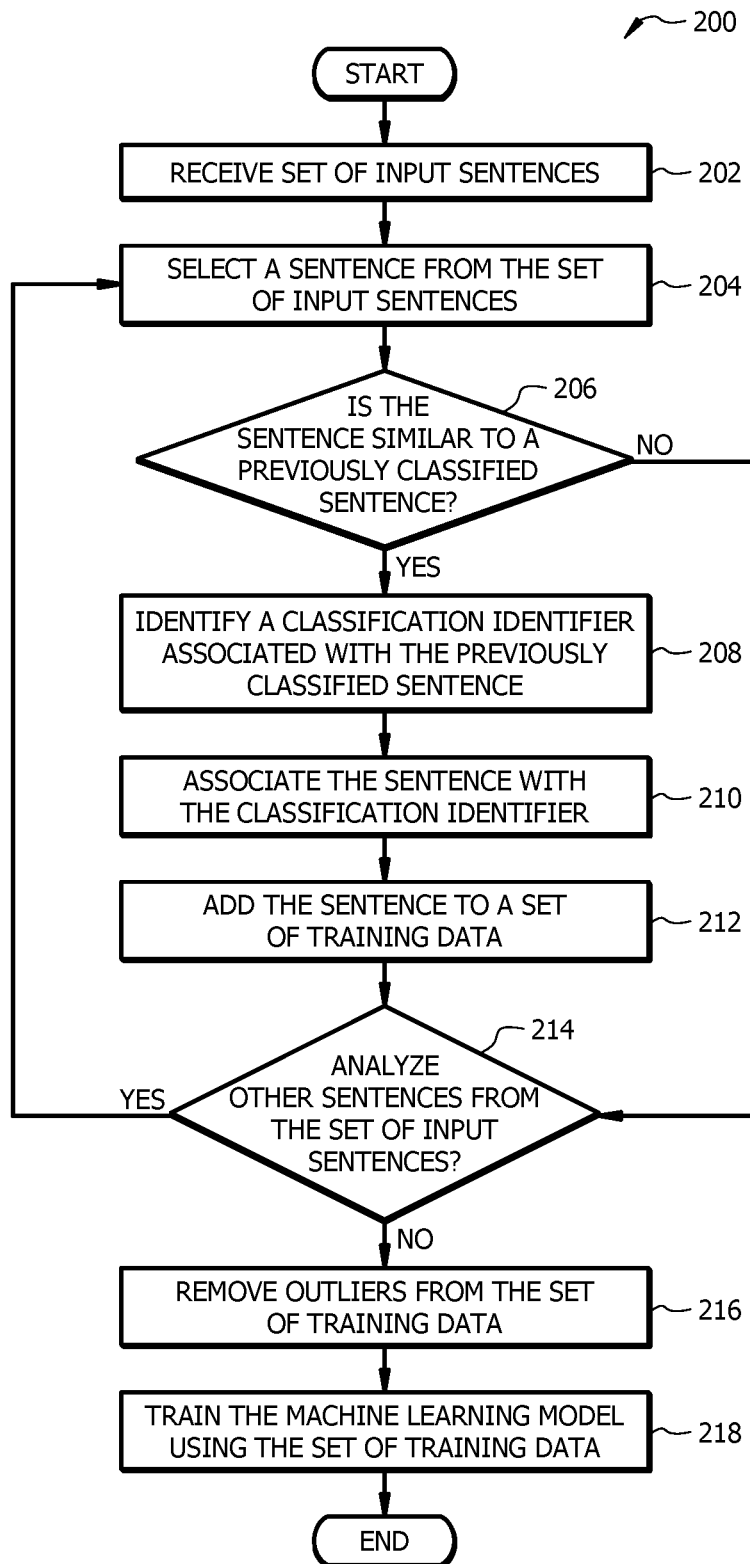 200
START
RECEIVE SET OF INPUT SENTENCES
202
SELECT A SENTENCE FROM THE SET
OF INPUT SENTENCES
204
206
IS THE
SENTENCE SIMILAR TO A
PREVIOUSLY CLASSIFIED
SENTENCE?
NO
YES
IDENTIFY A CLASSIFICATION IDENTIFIER
ASSOCIATED WITH THE PREVIOUSLY
CLASSIFIED SENTENCE
208
ASSOCIATE THE SENTENCE WITH
THE CLASSIFICATION IDENTIFIER
210
ADD THE SENTENCE TO A SET
OF TRAINING DATA
212
214
ANALYZE
OTHER SENTENCES FROM
THE SET OF INPUT
SENTENCES?
YES
NO
REMOVE OUTLIERS FROM THE SET
OF TRAINING DATA
216
TRAIN THE MACHINE LEARNING MODEL
USING THE SET OF TRAINING DATA
218
END